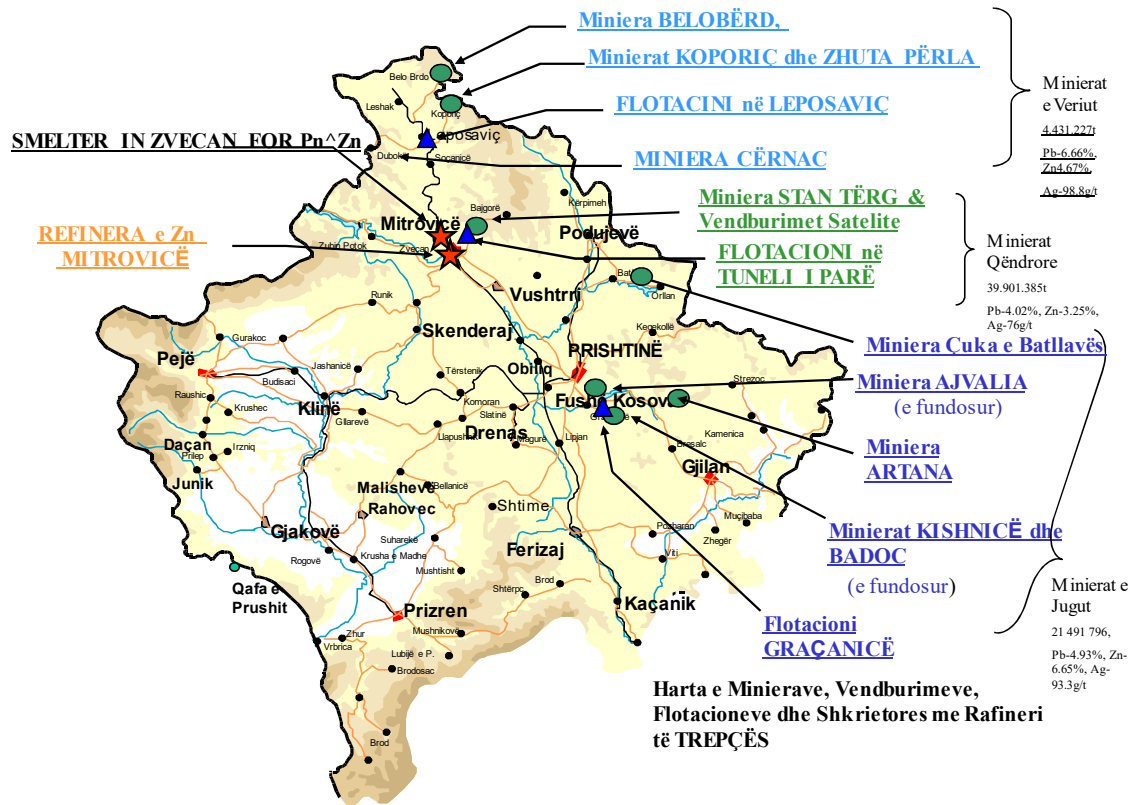 Miniera BELOBËRD,
Minierat KOPORIÇ dhe ZHUTA PËRLA
FLOTACINI në LEPOSAVIÇ
SMELTER IN ZVECAN FOR Pn^Zn
MINIERA CËRNAC
Miniera STAN TËRG &
Vendburimet Satelite
REFINERA e Zn
MITROVICË
FLOTACIONI në
TUNELI I PARË
Miniera Çuka e Batllavës
Miniera AJVALIA
(e fundosur)
Miniera
ARTANA
Minierat KISHNICË dhe
BADOC
(e fundosur)
Flotacioni
GRAÇANICË
Minierat
e Veriut
4.431.227t
Pb-6.66%,
Zn4.67%,
Ag-98.8g/t
Minierat
Qëndrore
39.901.385t
Pb-4.02%, Zn-3.25%,
Ag-76g/t
Minierat e
Jugut
21 491 796,
Pb-4.93%, Zn-
6.65%, Ag-
93.3g/t
Harta e Minierave, Vendburimeve,
Flotacioneve dhe Shkrietores me Rafineri
të TREPÇËS
Belo Brdo
Leshak
Koporiç
Leposaviç
Soçanicë
Bajgorë
Kërpimeh
Mitrovicë
Zubin Potok
Zveçan
Podujevë
Orllan
Vushtrri
Runik
Skenderaj
Keqekollë
Gurakoc
Pejë
Jashanicë
Budisaci
Obiliq
PRISHTINË
Tërstenik
Strezoc
Raushic
Krushec
Klinë
Gllarevë
Komoran
Slatinë
Fushë Kosovë
Llapushnik
Drenas
Magurë
Lipjan
Kamenica
Bresalc
Daçan
Irzniq
Prilep
Junik
Gjilan
Malishevë
Bellanicë
Rahovec
Shtime
Muçibaba
Gjakovë
Suharekë
Pozharan
Zhegër
Ferizaj
Rogovë
Krusha e Madhe
Viti
Mushtisht
Qafa e
Prushit
Shtërpc
Brod
Kaçanik
Prizren
Mushnikovë
Zhur
Vrbrica
Lubijë e P.
Brodosac
Brod